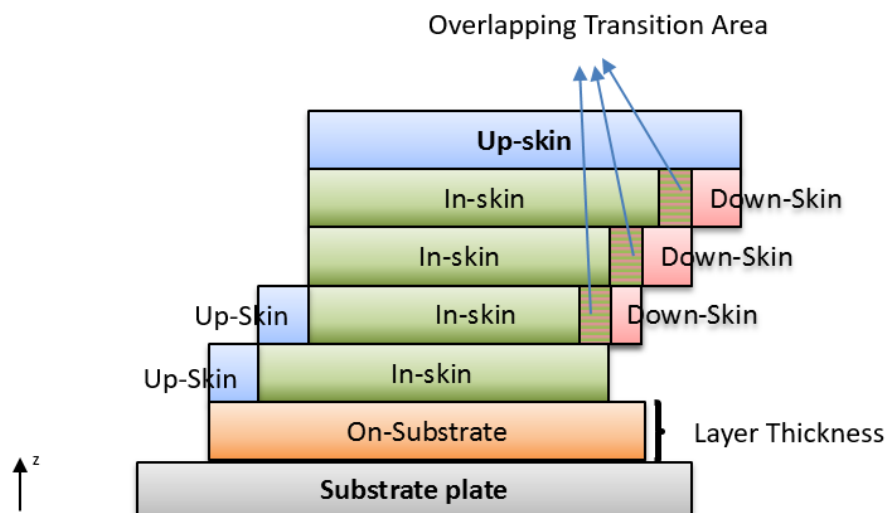 Overlapping Transition Area
Up-skin
In-skin
Down-Skin
In-skin
Down-Skin
Up-Skin
In-skin
Down-Skin
Up-Skin
In-skin
On-Substrate
Layer Thickness
z
Substrate plate